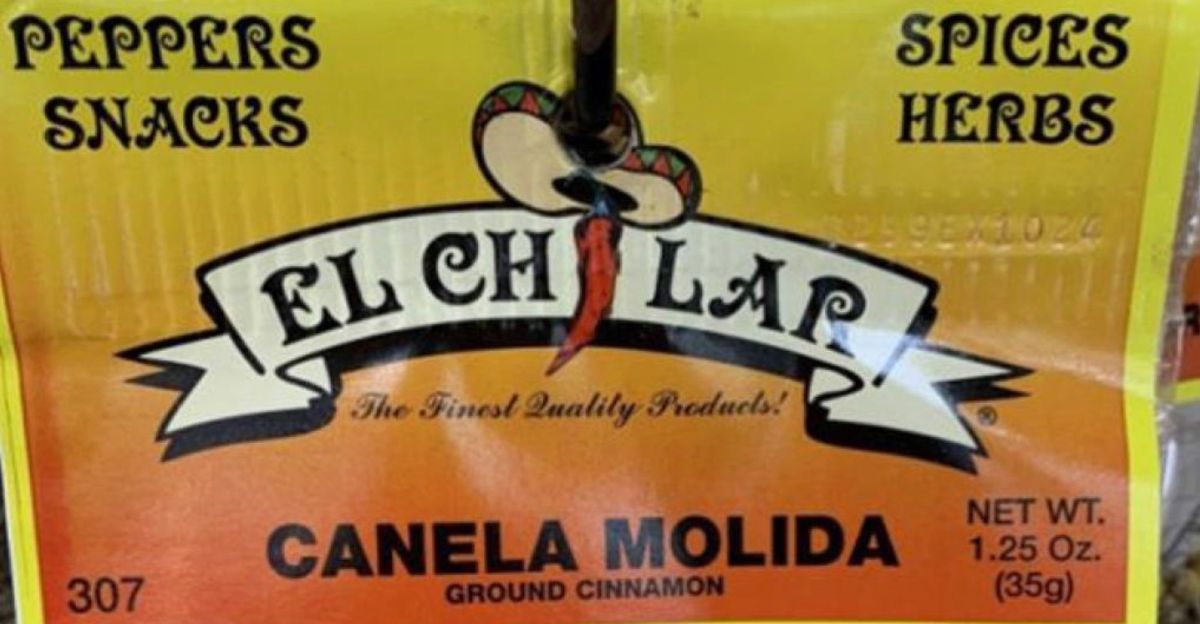 PEPPERS
SNACKS
SPICES
HERBS
EL CHILAR
The Finest Quality Products!
®
CANELA MOLIDA
GROUND CINNAMON
307
NET WT.
1.25 Oz.
(35g)